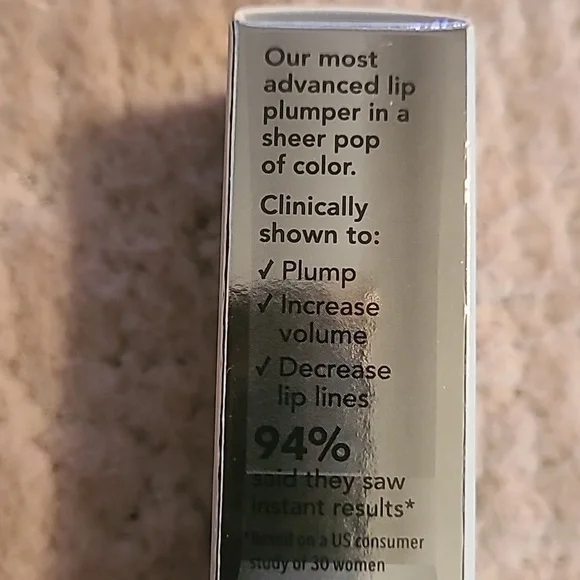 Our most
advanced lip
plumper in a
sheer pop
of color.
Clinically
shown to:
✓ Plump
✓ Increase
volume
✓ Decrease
lip lines
94%
said they saw
instant results*
*Based on a US consumer
study of 30 women